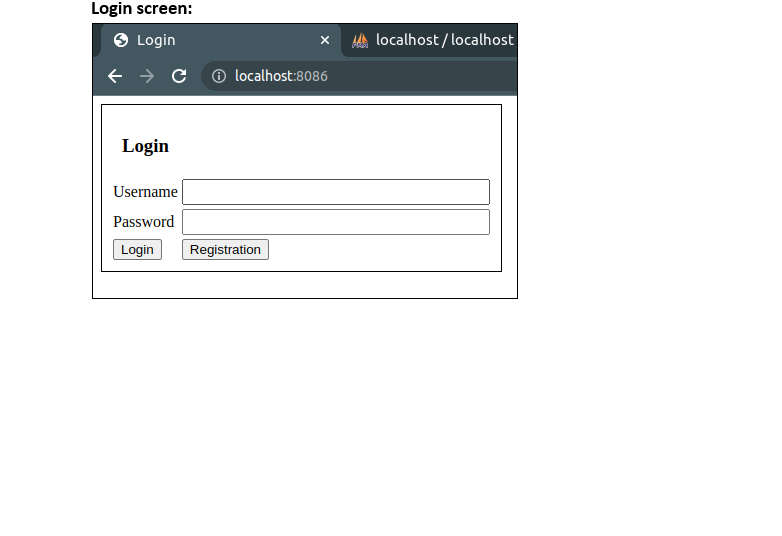 Login screen:
Login
localhost / localhost
localhost:8086
Login
Username
Password
Login Registration